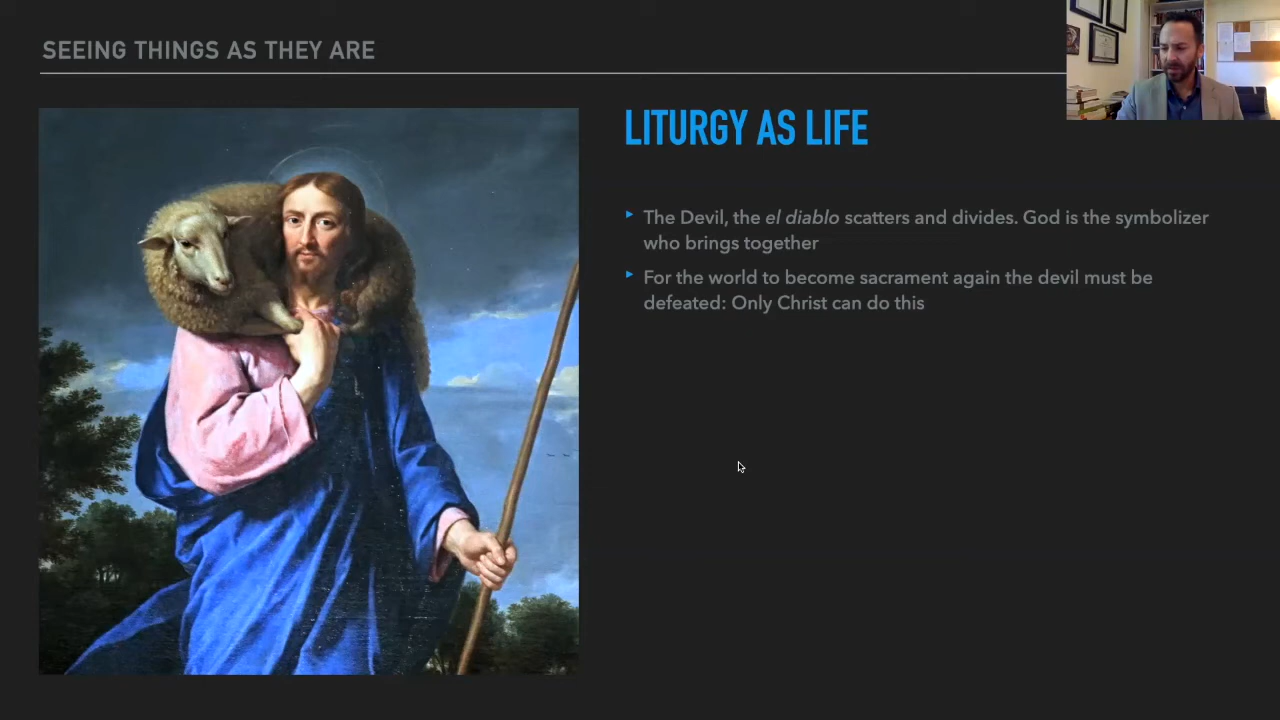 SEEING THINGS AS THEY ARE
LITURGY AS LIFE
The Devil, the el diablo scatters and divides. God is the symbolizer
who brings together
For the world to become sacrament again the devil must be
defeated: Only Christ can do this